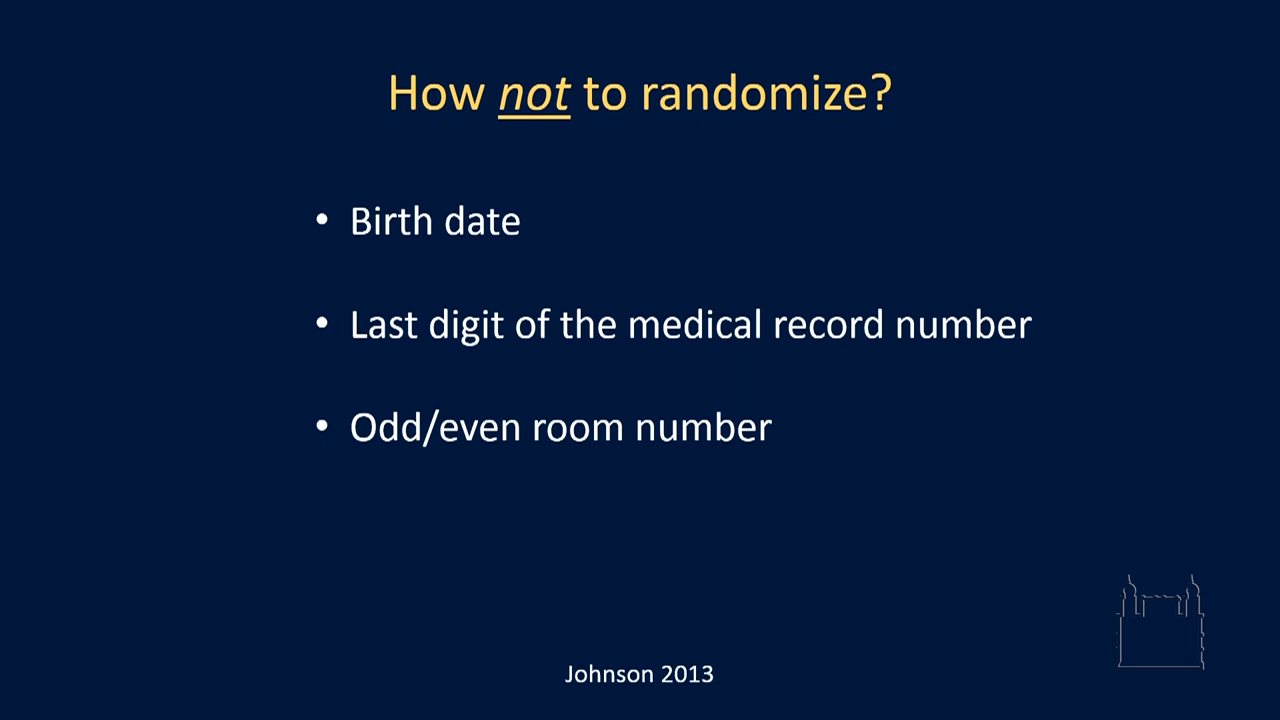 How not to randomize?
• Birth date
• Last digit of the medical record number
• Odd/even room number
Johnson 2013